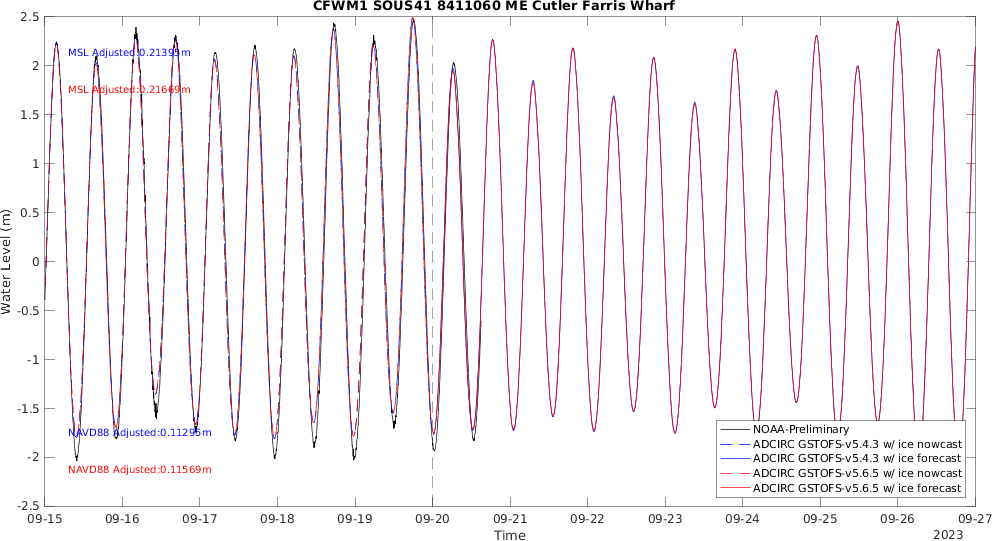 CFWM1 SOUS41 8411060 ME Cutler Farris Wharf
2.5
2
1.5
1
0.5
0
-0.5
-1
-1.5
-2
-2.5
Water Level (m)
MSL Adjusted:0.21395m
MSL Adjusted:0.21669m
NAVD88 Adjusted:0.11295m
NAVD88 Adjusted:0.11569m
NOAA-Preliminary
ADCIRC GSTOFS-v5.4.3 w/ ice nowcast
ADCIRC GSTOFS-v5.4.3 w/ ice forecast
ADCIRC GSTOFS-v5.6.5 w/ ice nowcast
ADCIRC GSTOFS-v5.6.5 w/ ice forecast
09-15 09-16 09-17 09-18 09-19 09-20 09-21 09-22 09-23 09-24 09-25 09-26 09-27
Time
2023